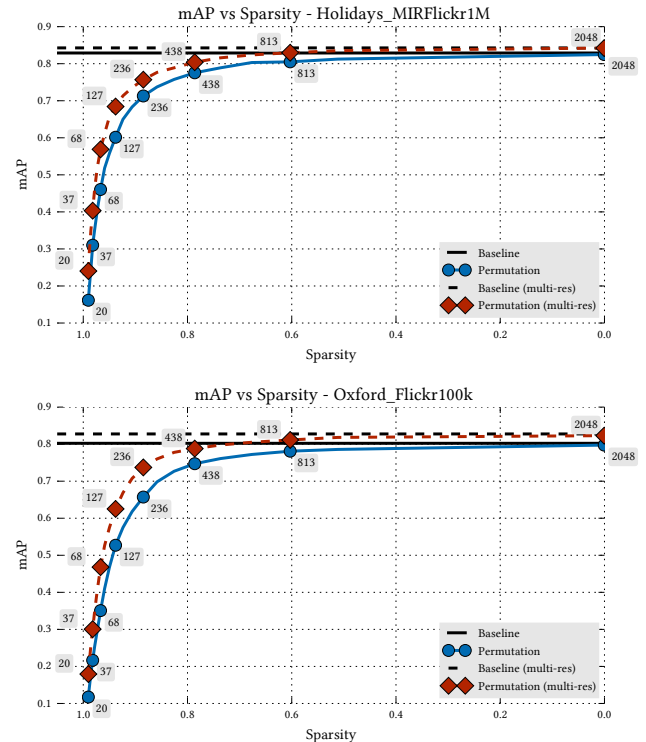 mAP vs Sparsity - Holidays_MIRFlickr1M
0.9
0.8
0.7
0.6
0.5
0.4
0.3
0.2
0.1
mAP
1.0 0.8 0.6 0.4 0.2 0.0
Sparsity
20 37 68 127 236 438 813 2048
20 37 68 127 236 438 813 2048
Baseline
Permutation
Baseline (multi-res)
Permutation (multi-res)
mAP vs Sparsity - Oxford_Flickr100k
0.9
0.8
0.7
0.6
0.5
0.4
0.3
0.2
0.1
mAP
1.0 0.8 0.6 0.4 0.2 0.0
Sparsity
20 37 68 127 236 438 813 2048
20 37 68 127 236 438 813 2048
Baseline
Permutation
Baseline (multi-res)
Permutation (multi-res)